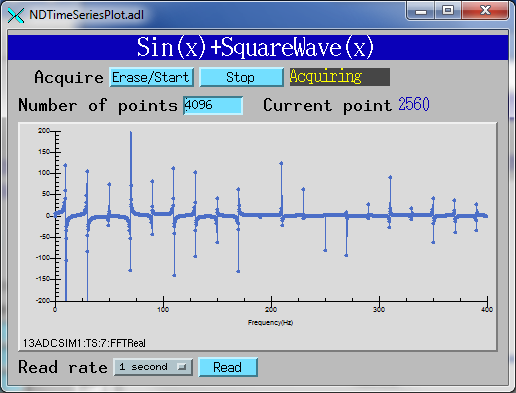 NDTimeSeriesPlot.adl
Sin(x)+SquareWave(x)
Acquire Erase/Start Stop Acquiring
Number of points 4096 Current point 2560
200
150
100
50
0
-50
-100
-150
-200
0 100 200 300 400
Frequency(Hz)
13ADCSIM1:TS:7:FFTReal
Read rate 1 second Read